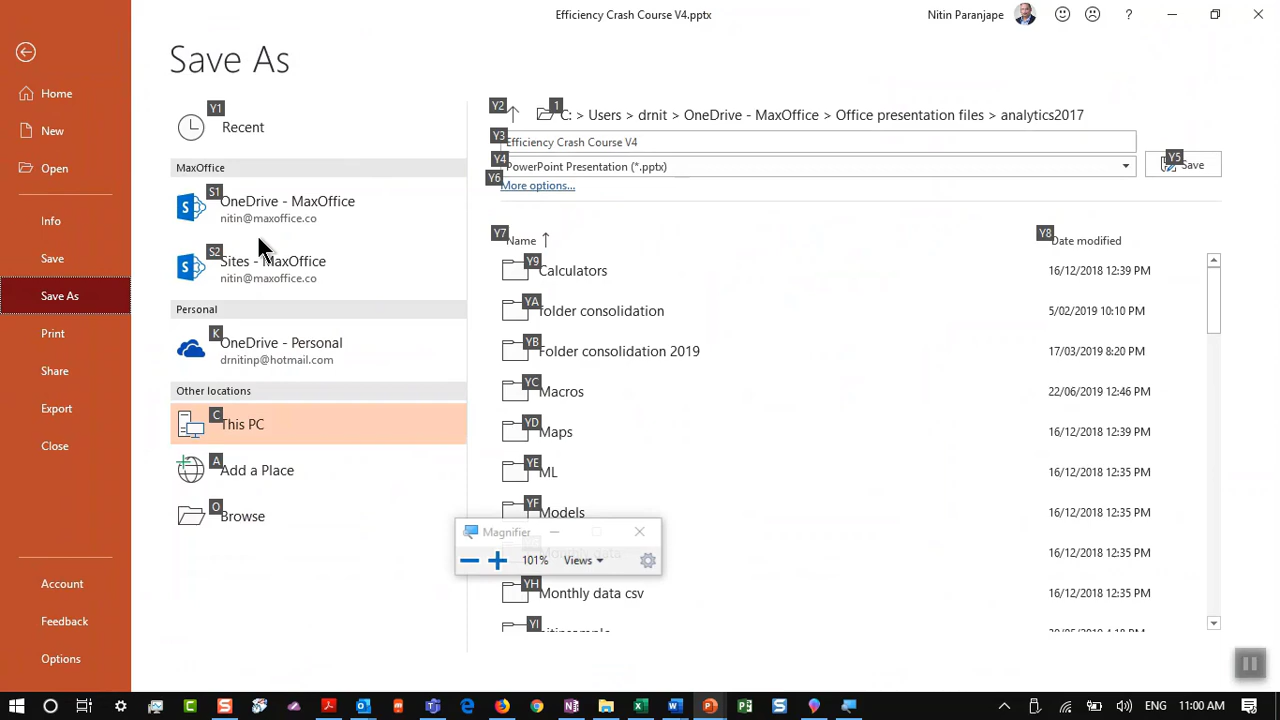 Efficiency Crash Course V4.pptx
Nitin Paranjape
?
Save As
Home
New
Open
Info
Save
Save As
Print
Share
Export
Close
Account
Feedback
Options
Y1
Recent
MaxOffice
S1
OneDrive - MaxOffice
nitin@maxoffice.co
S2
Sites - MaxOffice
nitin@maxoffice.co
Personal
K
OneDrive - Personal
drnitinp@hotmail.com
Other locations
C
This PC
A
Add a Place
O
Browse
Y2
1
C: > Users > drnit > OneDrive - MaxOffice > Office presentation files > analytics2017
Y3
Efficiency Crash Course V4
Y4
PowerPoint Presentation (*.pptx)
Y5
Save
Y6
More options...
Y7
Name
Y8
Date modified
Y9
Calculators
16/12/2018 12:39 PM
YA
folder consolidation
5/02/2019 10:10 PM
YB
Folder consolidation 2019
17/03/2019 8:20 PM
YC
Macros
22/06/2019 12:46 PM
YD
Maps
16/12/2018 12:39 PM
YE
ML
16/12/2018 12:35 PM
YF
Models
16/12/2018 12:35 PM
Monthly data
16/12/2018 12:35 PM
YH
Monthly data csv
16/12/2018 12:35 PM
YI
Magnifier
101%
Views
ENG
11:00 AM